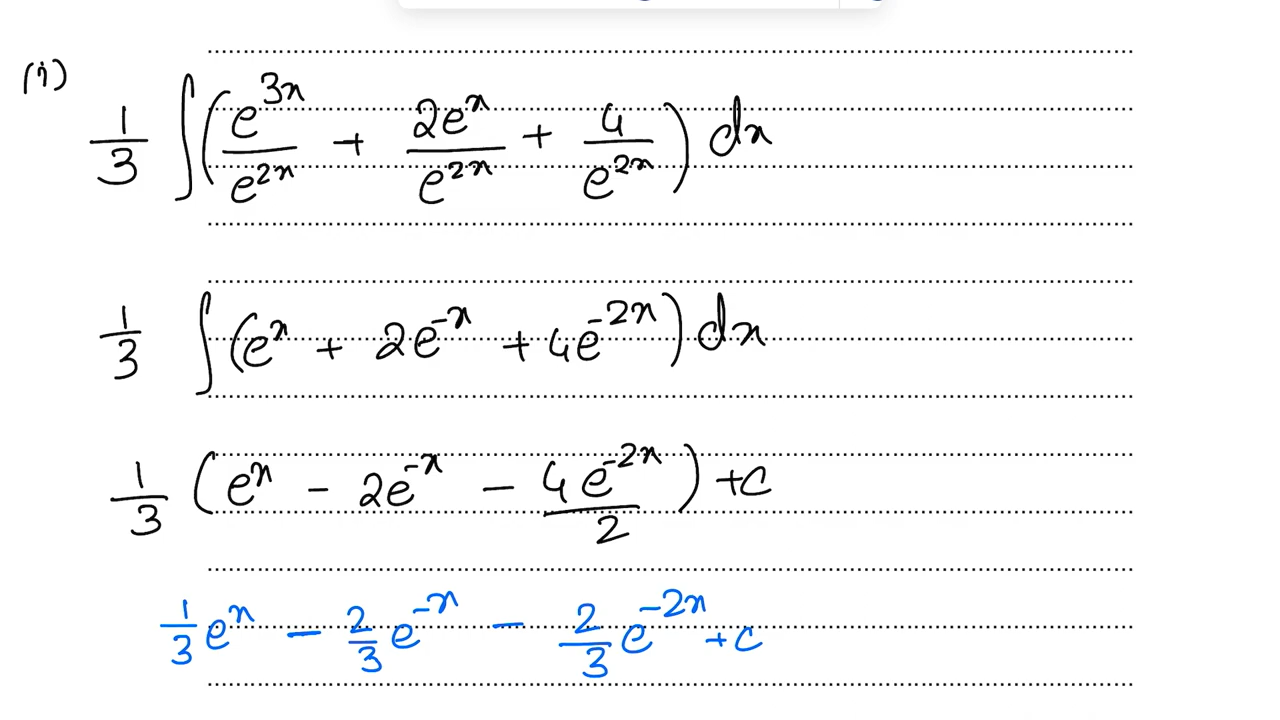 (i)
1/3 ∫(e^{3x}/e^{2x} + 2e^x/e^{2x} + 4/e^{2x}) dx
1/3 ∫(e^x + 2e^{-x} + 4e^{-2x}) dx
1/3 (e^x - 2e^{-x} - 4e^{-2x}/2) + c
1/3 e^x - 2/3 e^{-x} - 2/3 e^{-2x} + c